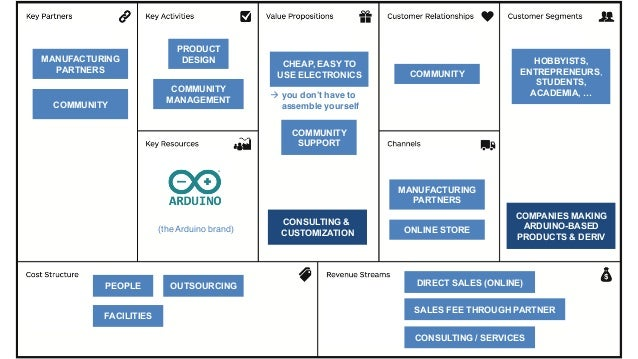 Key Partners
MANUFACTURING
PARTNERS
COMMUNITY
Key Activities
PRODUCT
DESIGN
COMMUNITY
MANAGEMENT
Key Resources
ARDUINO
(the Arduino brand)
Value Propositions
CHEAP, EASY TO
USE ELECTRONICS
→ you don't have to
assemble yourself
COMMUNITY
SUPPORT
CONSULTING &
CUSTOMIZATION
Customer Relationships
COMMUNITY
Channels
MANUFACTURING
PARTNERS
ONLINE STORE
Customer Segments
HOBBYISTS,
ENTREPRENEURS,
STUDENTS,
ACADEMIA, ...
COMPANIES MAKING
ARDUINO-BASED
PRODUCTS & DERIV
Cost Structure
PEOPLE
OUTSOURCING
FACILITIES
Revenue Streams
$
DIRECT SALES (ONLINE)
SALES FEE THROUGH PARTNER
CONSULTING / SERVICES